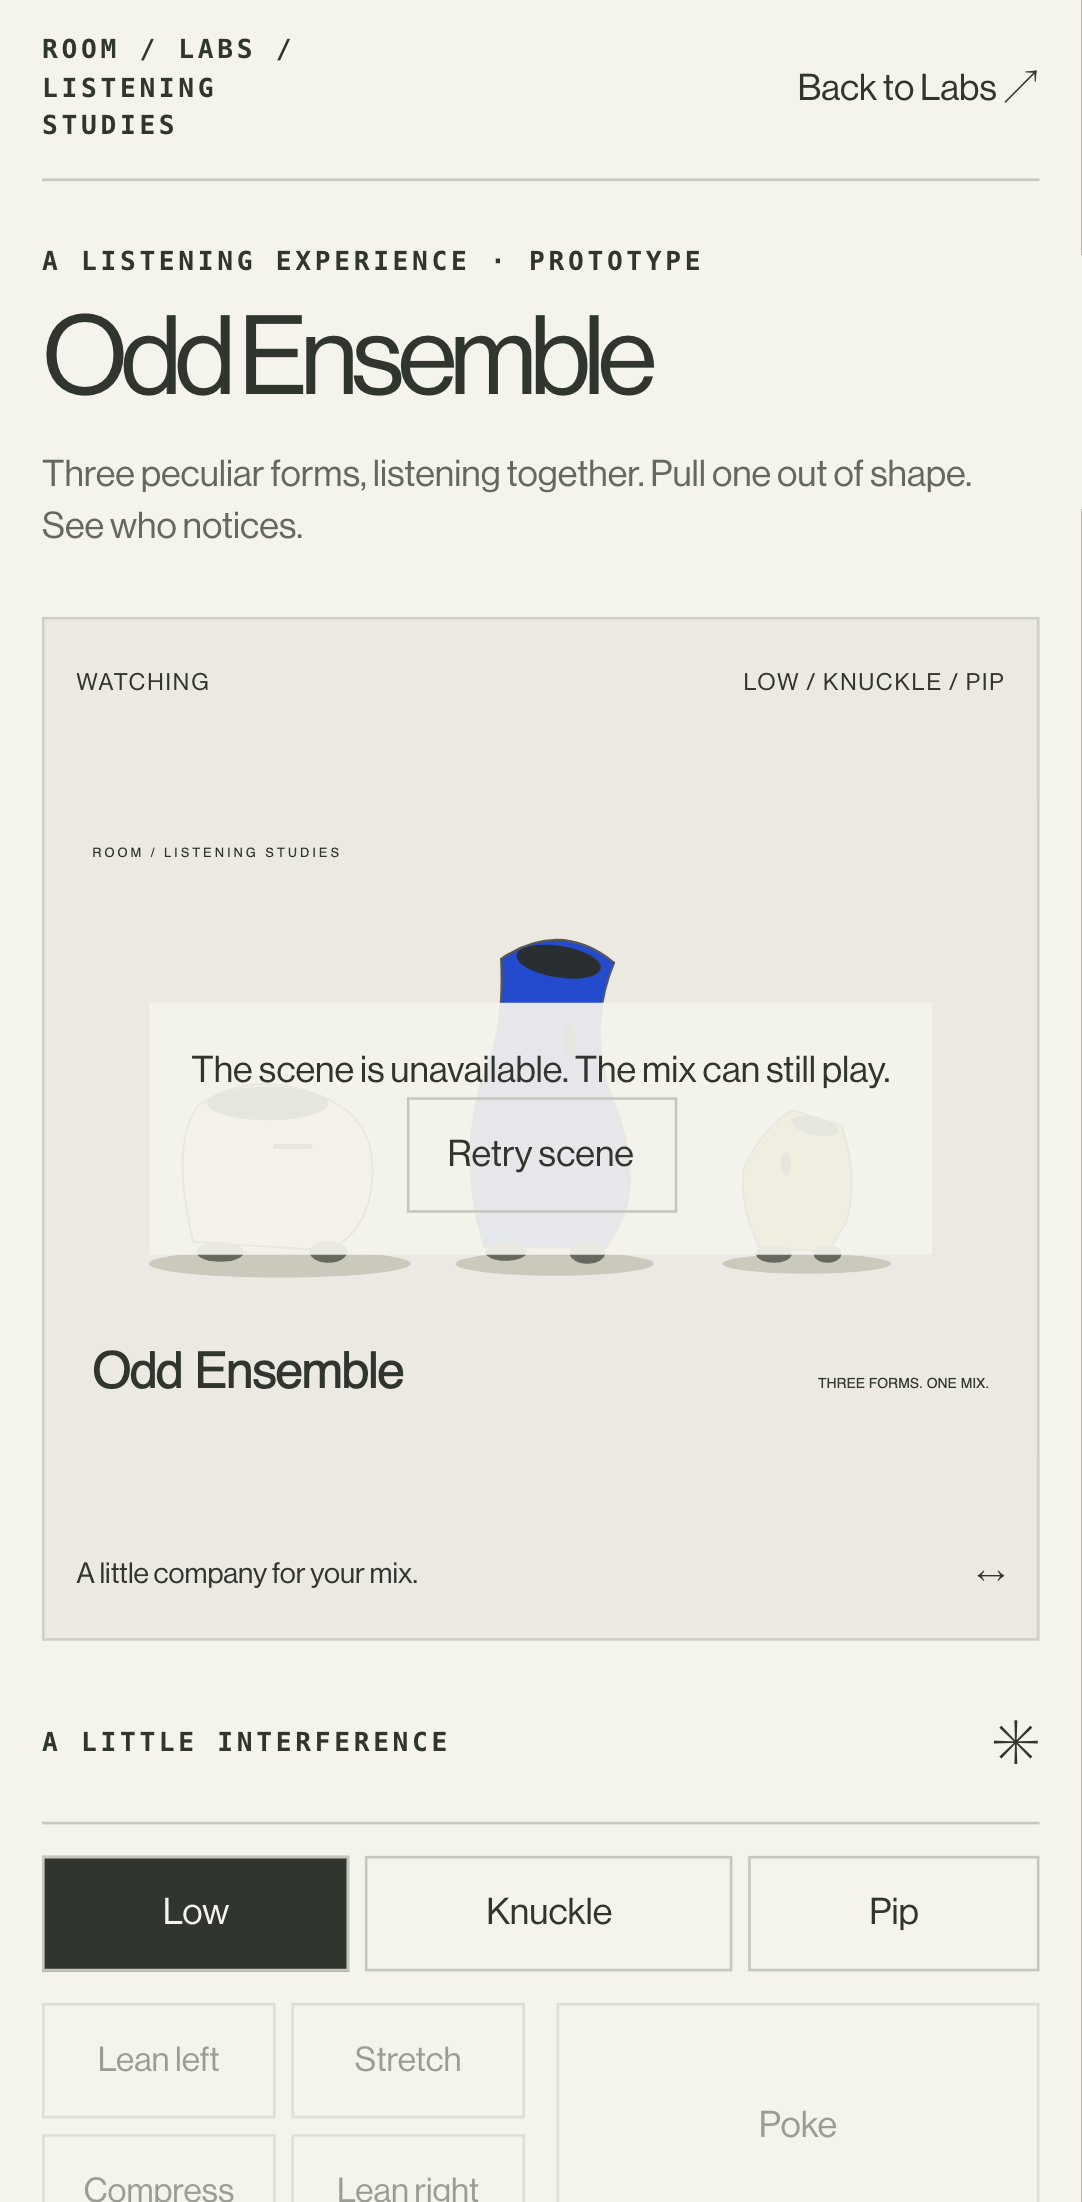 ROOM / LABS /
LISTENING
STUDIES
Back to Labs ↗
A LISTENING EXPERIENCE · PROTOTYPE
Odd Ensemble
Three peculiar forms, listening together. Pull one out of shape.
See who notices.
WATCHING
LOW / KNUCKLE / PIP
ROOM / LISTENING STUDIES
The scene is unavailable. The mix can still play.
Retry scene
Odd Ensemble
THREE FORMS. ONE MIX.
A little company for your mix.
↔
A LITTLE INTERFERENCE
Low
Knuckle
Pip
Lean left
Stretch
Poke
Compress
Lean right